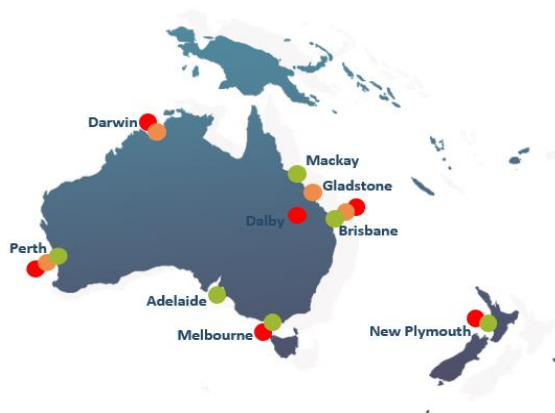 Darwin
Mackay
Gladstone
Dalby
Brisbane
Perth
Adelaide
Melbourne
New Plymouth